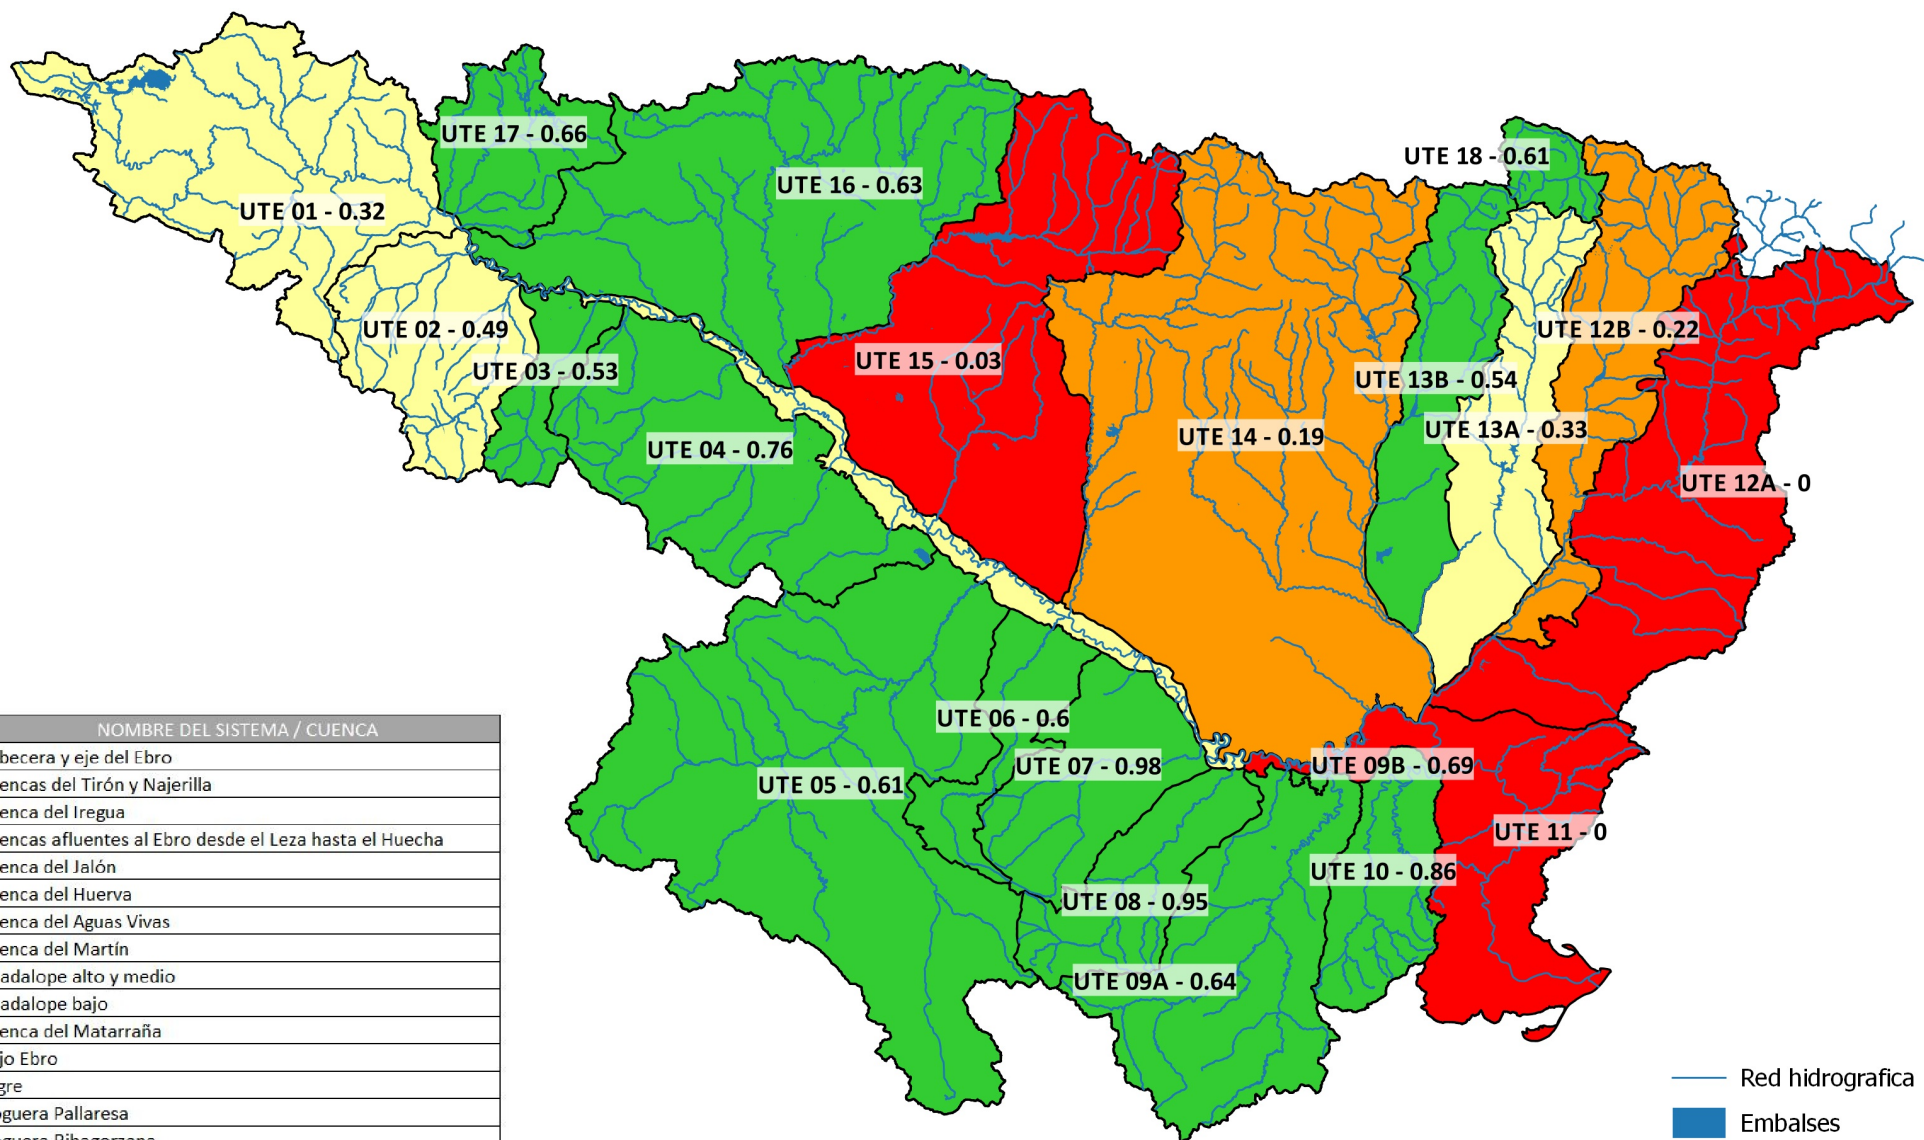 UTE 17 - 0.66
UTE 18 - 0.61
UTE 16 - 0.63
UTE 01 - 0.32
UTE 02 - 0.49
UTE 12B - 0.22
UTE 15 - 0.03
UTE 03 - 0.53
UTE 13B - 0.54
UTE 13A - 0.33
UTE 14 - 0.19
UTE 04 - 0.76
UTE 12A - 0
UTE 06 - 0.6
UTE 07 - 0.98
UTE 09B - 0.69
UTE 05 - 0.61
UTE 11 - 0
UTE 10 - 0.86
UTE 08 - 0.95
UTE 09A - 0.64
NOMBRE DEL SISTEMA / CUENCA
becera y eje del Ebro
encas del Tirón y Najerilla
enca del Iregua
encas afluentes al Ebro desde el Leza hasta el Huecha
enca del Jalón
enca del Huerva
enca del Aguas Vivas
enca del Martín
adalope alto y medio
adalope bajo
enca del Matarraña
jo Ebro
gre
guera Pallaresa
Red hidrografica
Embalses